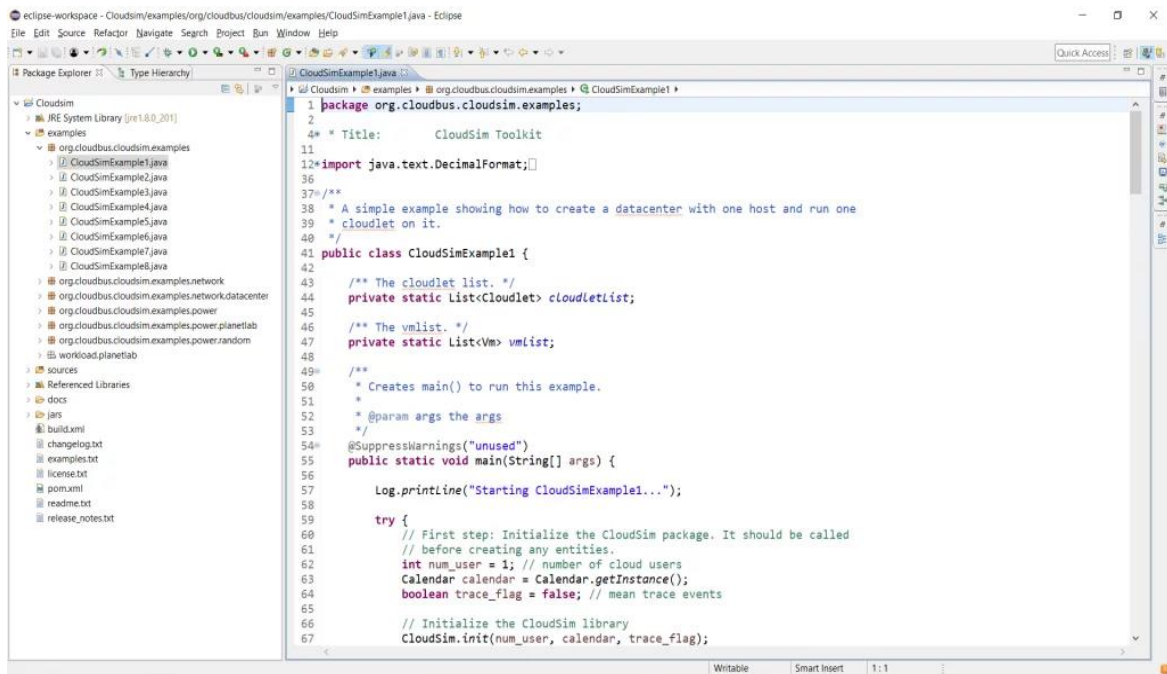 eclipse-workspace - Cloudsim/examples/org/cloudbus/cloudsim/examples/CloudSimExample1.java - Eclipse
File Edit Source Refactor Navigate Search Project Run Window Help
Quick Access
Package Explorer Type Hierarchy
Cloudsim
JRE System Library [jre1.8.0_201]
examples
org.cloudbus.cloudsim.examples
CloudSimExample1.java
CloudSimExample2.java
CloudSimExample3.java
CloudSimExample4.java
CloudSimExample5.java
CloudSimExample6.java
CloudSimExample7.java
CloudSimExample8.java
org.cloudbus.cloudsim.examples.network
org.cloudbus.cloudsim.examples.network.datacenter
org.cloudbus.cloudsim.examples.power
org.cloudbus.cloudsim.examples.power.planetlab
org.cloudbus.cloudsim.examples.power.random
workload.planetlab
sources
Referenced Libraries
docs
jars
build.xml
changelog.txt
examples.txt
license.txt
pom.xml
readme.txt
release_notes.txt
CloudSimExample1.java
Cloudsim examples org.cloudbus.cloudsim.examples CloudSimExample1
1 package org.cloudbus.cloudsim.examples;
2
4 * Title: CloudSim Toolkit
11
12 import java.text.DecimalFormat;
36
37 /**
38 * A simple example showing how to create a datacenter with one host and run one
39 * cloudlet on it.
40 */
41 public class CloudSimExample1 {
42
43 /** The cloudlet list. */
44 private static List<Cloudlet> cloudletList;
45
46 /** The vmlist. */
47 private static List<Vm> vmlist;
48
49 /**
50 * Creates main() to run this example.
51 *
52 * @param args the args
53 */
54 @SuppressWarnings("unused")
55 public static void main(String[] args) {
56
57 Log.printLine("Starting CloudSimExample1...");
58
59 try {
60 // First step: Initialize the CloudSim package. It should be called
61 // before creating any entities.
62 int num_user = 1; // number of cloud users
63 Calendar calendar = Calendar.getInstance();
64 boolean trace_flag = false; // mean trace events
65
66 // Initialize the CloudSim library
67 CloudSim.init(num_user, calendar, trace_flag);
Writable Smart Insert 1 : 1